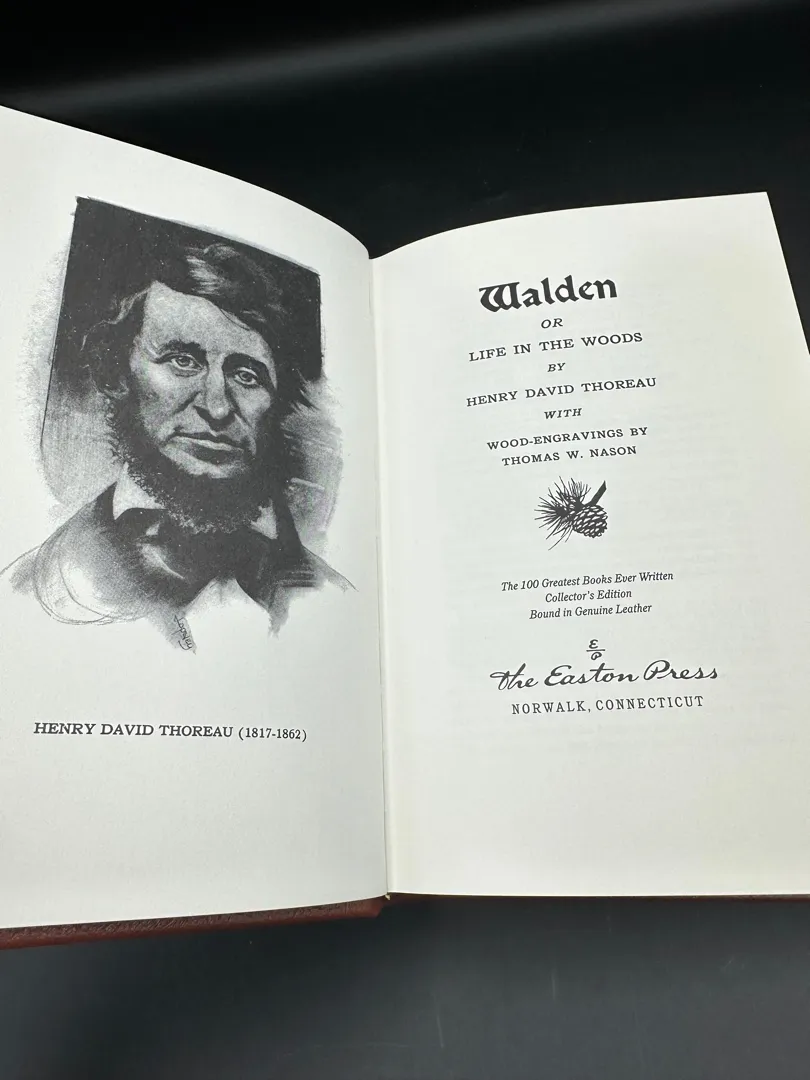 HENRY DAVID THOREAU (1817-1862)
Walden
OR
LIFE IN THE WOODS
BY
HENRY DAVID THOREAU
WITH
WOOD-ENGRAVINGS BY
THOMAS W. NASON
The 100 Greatest Books Ever Written
Collector's Edition
Bound in Genuine Leather
E
P
The Easton Press
NORWALK, CONNECTICUT